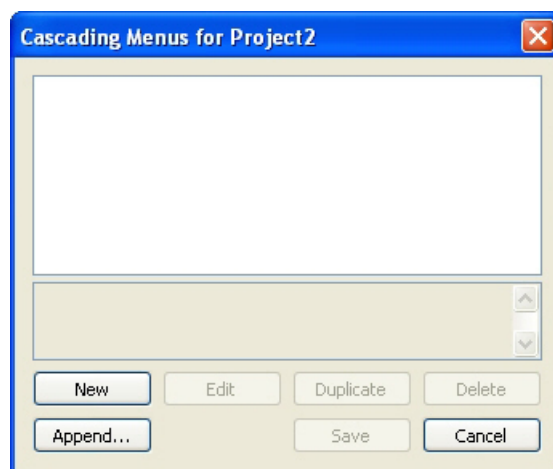 Cascading Menus for Project2
New Edit Duplicate Delete
Append... Save Cancel